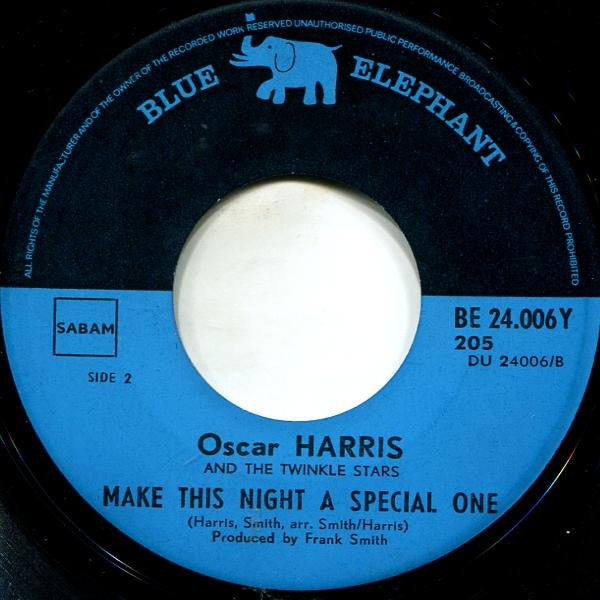 ALL RIGHTS OF THE MANUFACTURER AND OF THE OWNER OF THE RECORDED WORK RESERVED UNAUTHORISED PUBLIC PERFORMANCE BROADCASTING & COPYING OF THIS RECORD PROHIBITED
BLUE ELEPHANT
SABAM
BE 24.006Y
205
DU 24006/B
SIDE 2
Oscar HARRIS
AND THE TWINKLE STARS
MAKE THIS NIGHT A SPECIAL ONE
(Harris, Smith, arr. Smith/Harris)
Produced by Frank Smith